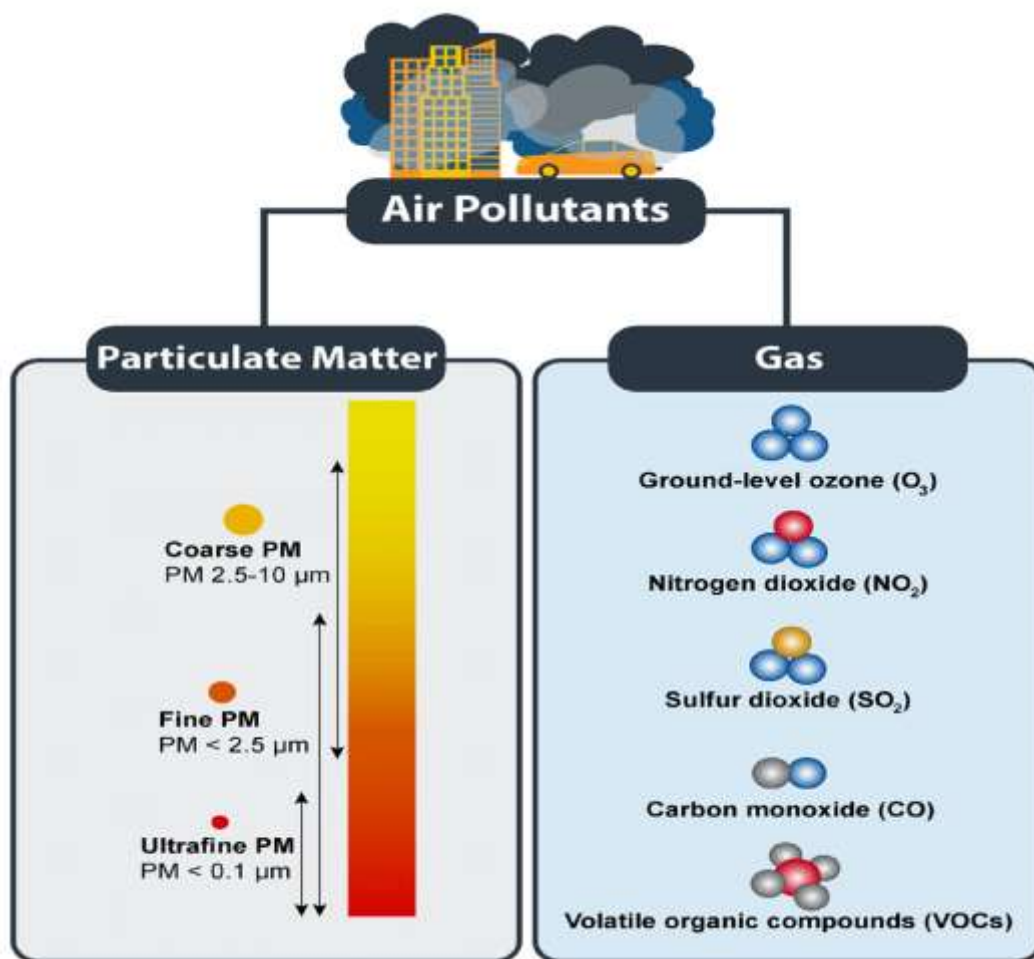 Air Pollutants
Particulate Matter
Coarse PM
PM 2.5-10 µm
Fine PM
PM < 2.5 µm
Ultrafine PM
PM < 0.1 µm
Gas
Ground-level ozone (O₃)
Nitrogen dioxide (NO₂)
Sulfur dioxide (SO₂)
Carbon monoxide (CO)
Volatile organic compounds (VOCs)